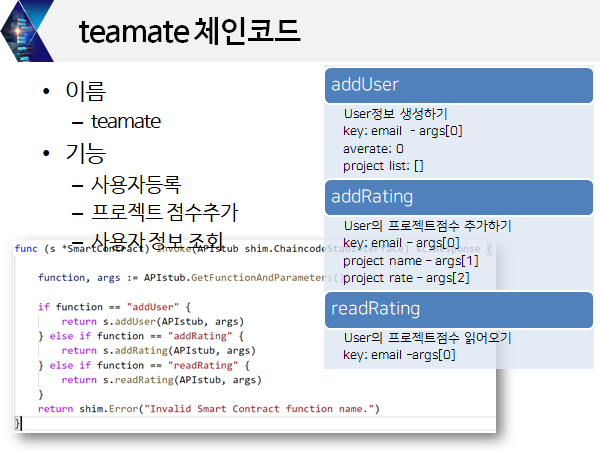 teamate 체인코드
• 이름
– teamate
• 기능
– 사용자등록
– 프로젝트 점수추가
– 사용자 정보 조회
addUser
User정보 생성하기
key: email - args[0]
averate: 0
project list: []
addRating
User의 프로젝트점수 추가하기
key: email – args[0]
project name – args[1]
project rate – args[2]
readRating
User의 프로젝트점수 읽어오기
key: email –args[0]
func (s *SmartContract) Invoke(APIstub shim.ChaincodeStubInterface) sc.Response {
function, args := APIstub.GetFunctionAndParameters()
if function == "addUser" {
return s.addUser(APIstub, args)
} else if function == "addRating" {
return s.addRating(APIstub, args)
} else if function == "readRating" {
return s.readRating(APIstub, args)
}
return shim.Error("Invalid Smart Contract function name.")
}